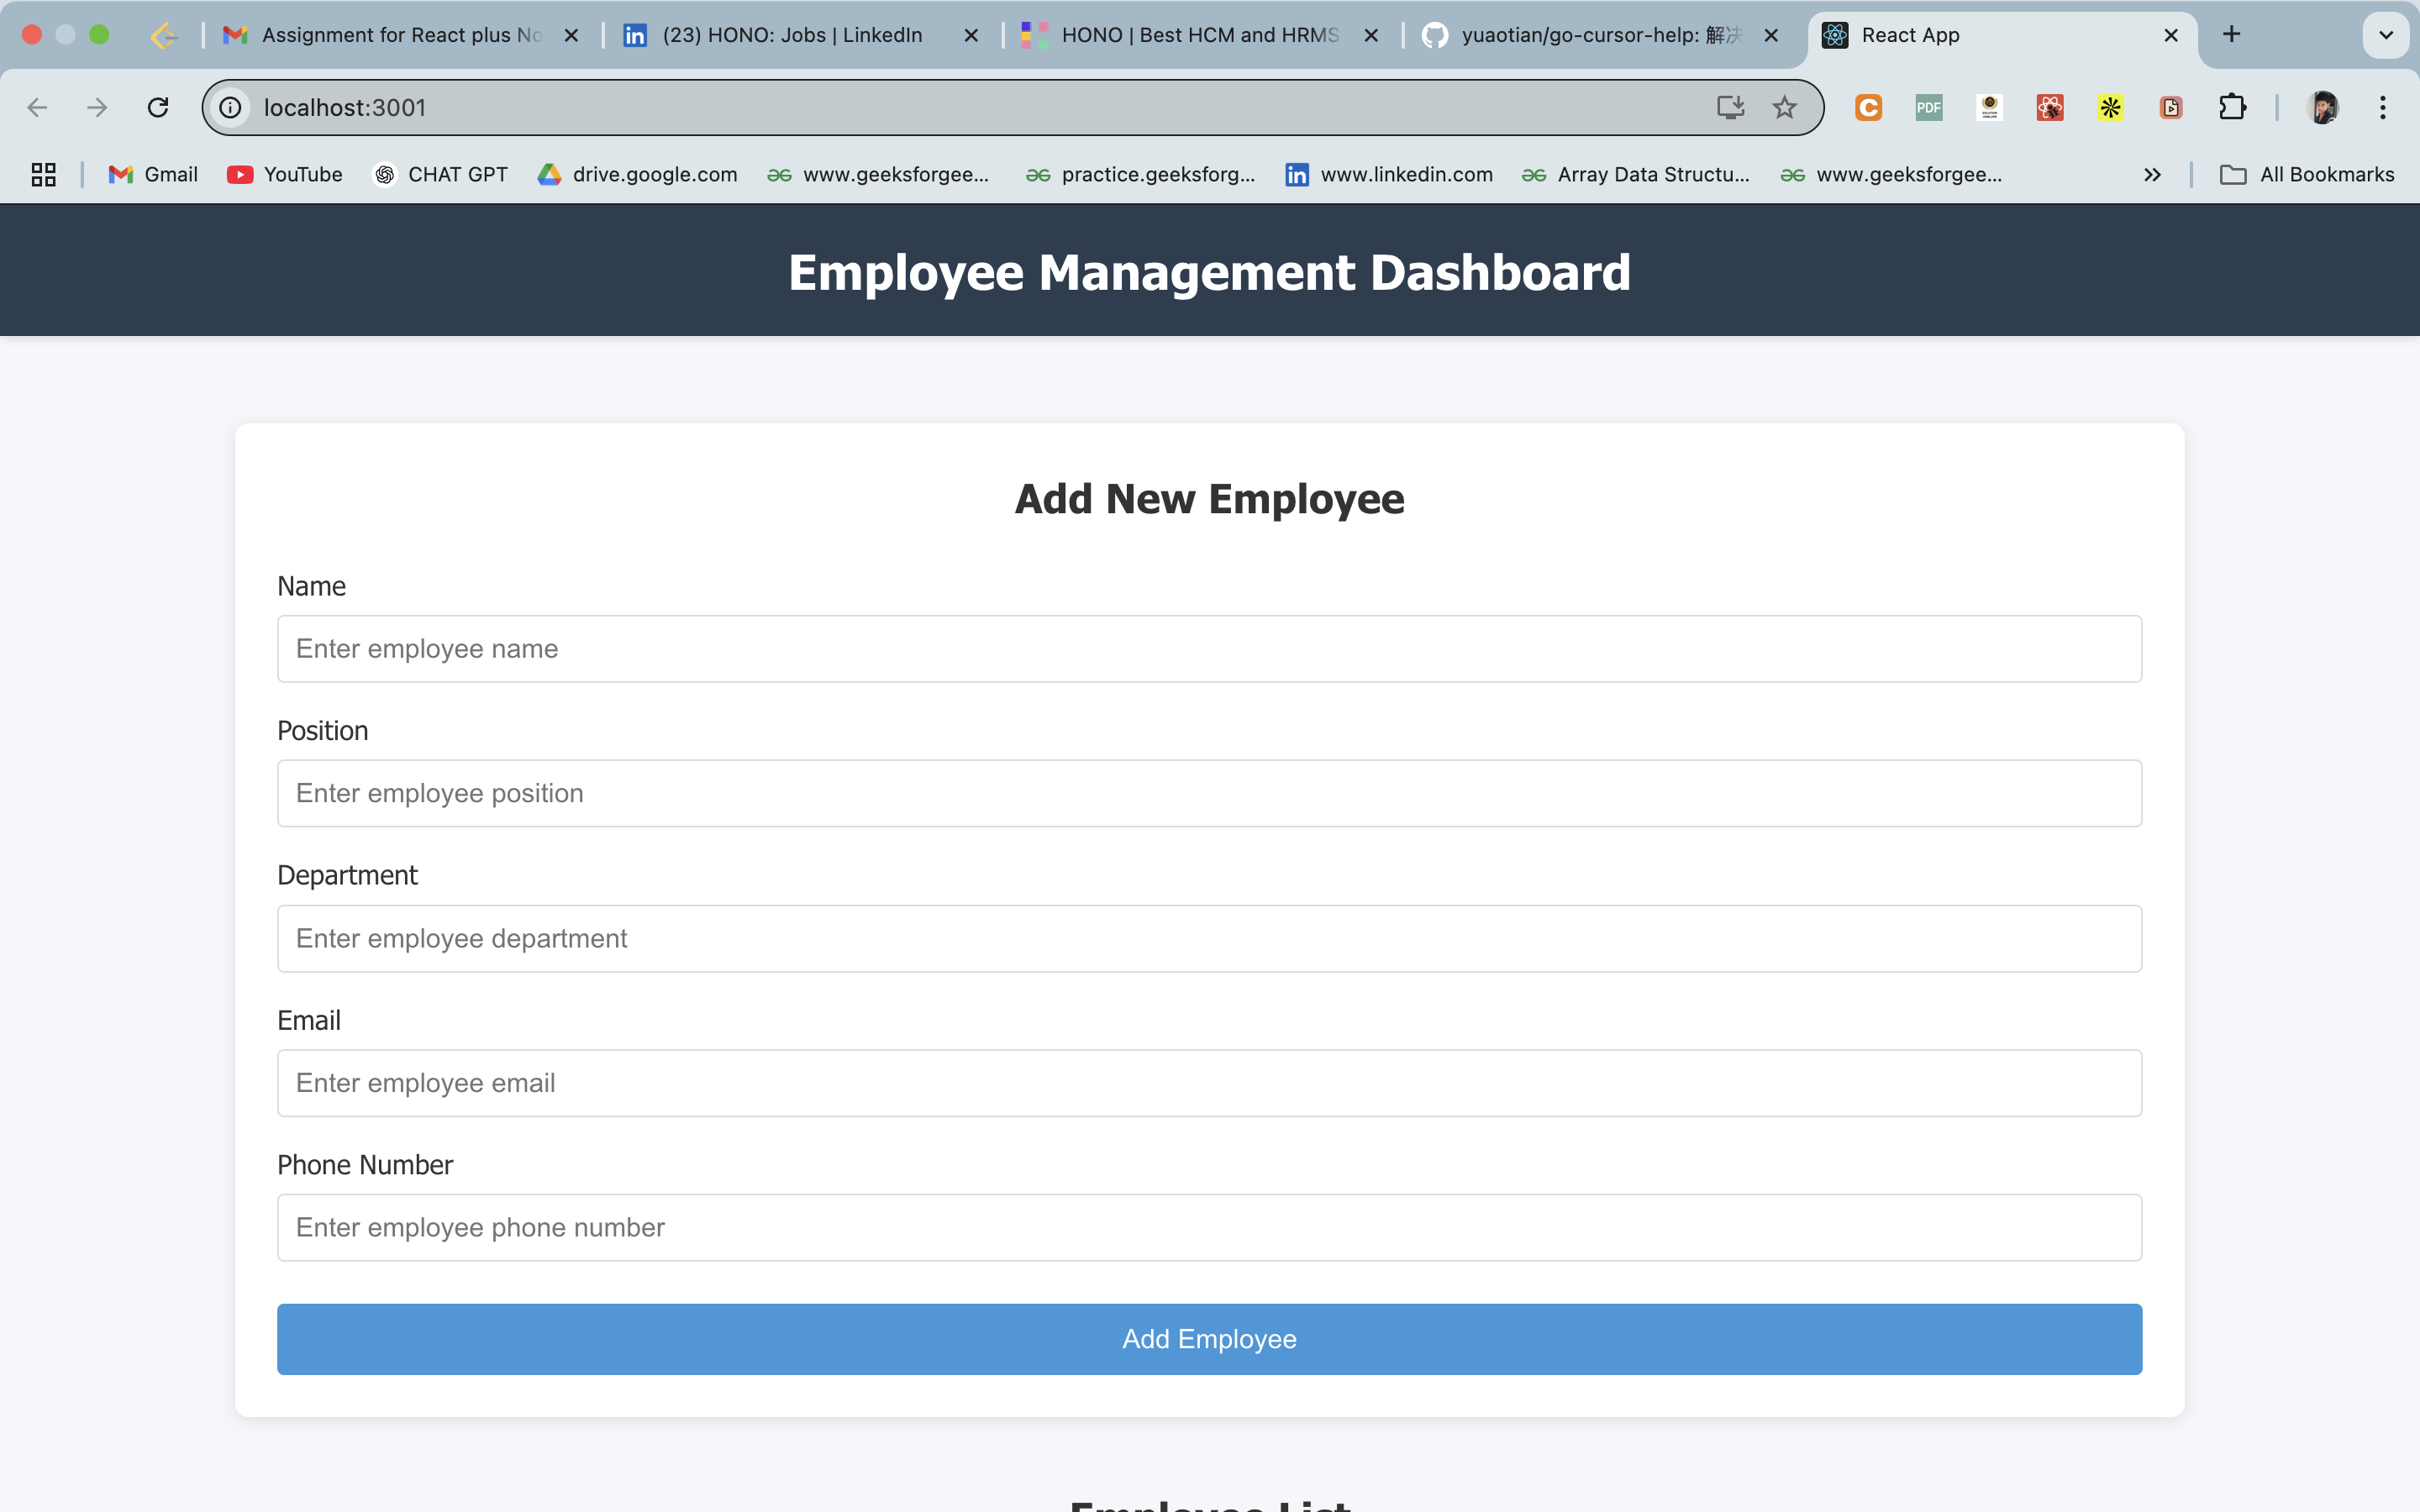 Assignment for React plus No
(23) HONO: Jobs | LinkedIn
HONO | Best HCM and HRMS
yuaotian/go-cursor-help: 解决
React App
localhost:3001
C
PDF
Gmail
YouTube
CHAT GPT
drive.google.com
www.geeksforgee...
practice.geeksforg...
www.linkedin.com
Array Data Structu...
www.geeksforgee...
All Bookmarks
Employee Management Dashboard
Add New Employee
Name
Enter employee name
Position
Enter employee position
Department
Enter employee department
Email
Enter employee email
Phone Number
Enter employee phone number
Add Employee
Employee List